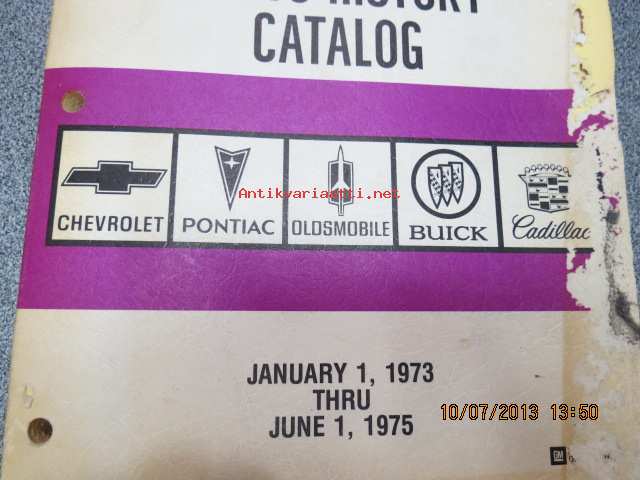 HISTORY
CATALOG
CHEVROLET PONTIAC OLDSMOBILE BUICK Cadillac
Antikvariaatti.net
JANUARY 1, 1973
THRU
JUNE 1, 1975
10/07/2013 13:50
GM